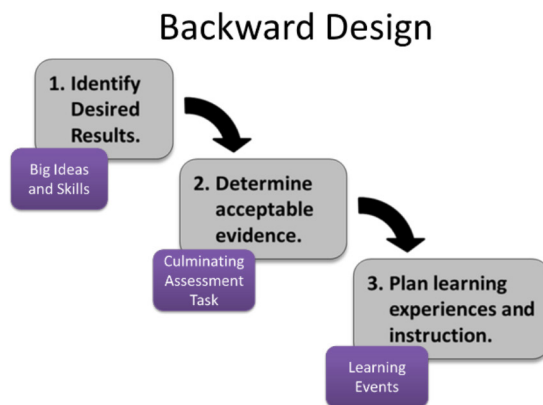 Backward Design
1. Identify
Desired
Results.
Big Ideas
and Skills
2. Determine
acceptable
evidence.
Culminating
Assessment
Task
3. Plan learning
experiences and
instruction.
Learning
Events